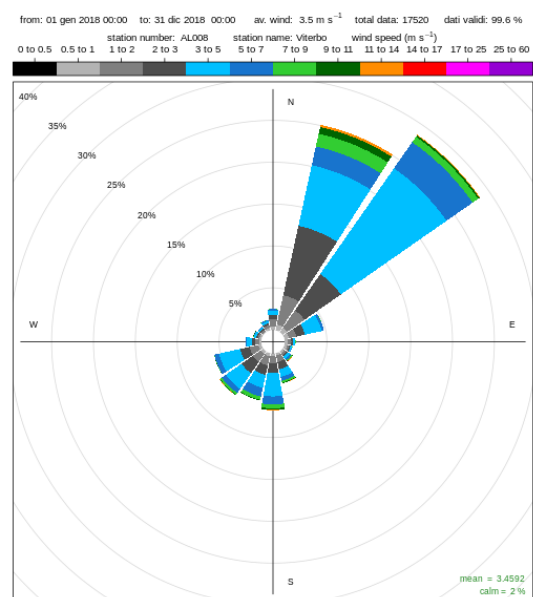 from: 01 gen 2018 00:00 to: 31 dic 2018 00:00 av. wind: 3.5 m s⁻¹ total data: 17520 dati validi: 99.6 %
station number: AL008 station name: Viterbo wind speed (m s⁻¹)
0 to 0.5 0.5 to 1 1 to 2 2 to 3 3 to 5 5 to 7 7 to 9 9 to 11 11 to 14 14 to 17 17 to 25 25 to 60
40%
N
35%
30%
25%
20%
15%
10%
5%
W E
S
mean = 3.4592
calm = 2 %